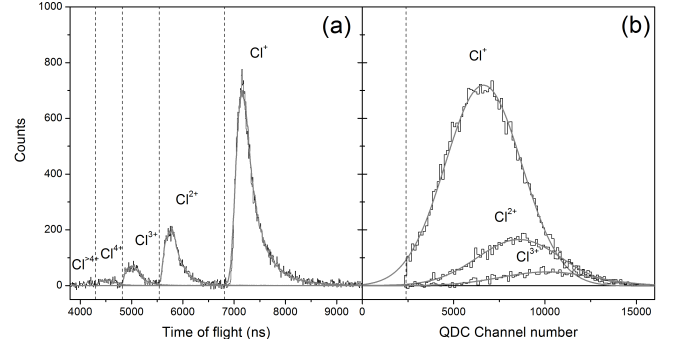 1000
800
600
400
200
0
Counts
(a)
Cl⁺
Cl²⁺
Cl³⁺
Cl⁴⁺
Cl^>4+
4000 5000 6000 7000 8000 9000
Time of flight (ns)
(b)
Cl⁺
Cl²⁺
Cl³⁺
0 5000 10000 15000
QDC Channel number